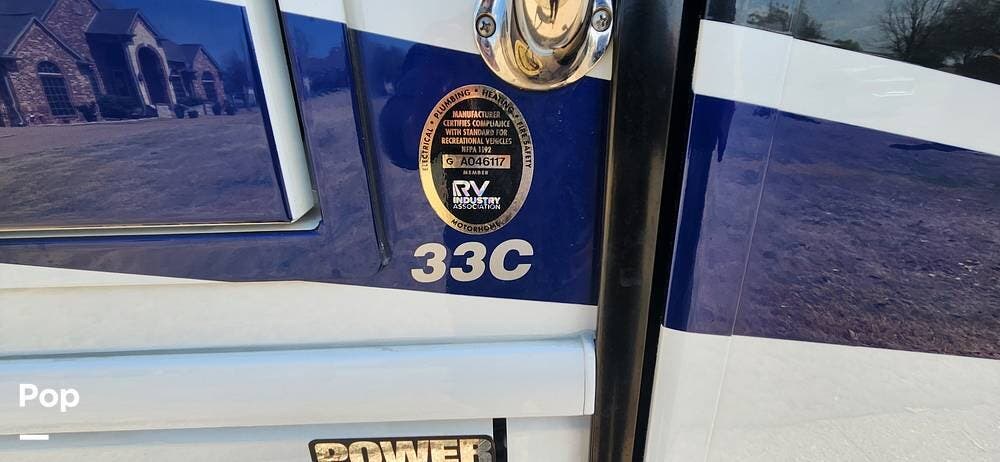 ELECTRICAL • PLUMBING • HEATING • FIRE SAFETY
MANUFACTURER
CERTIFIES COMPLIANCE
WITH STANDARD FOR
RECREATIONAL VEHICLES
NFPA 1192
G A046117
MEMBER
RV
INDUSTRY
ASSOCIATION
MOTORHOME
33C
Pop
POWER